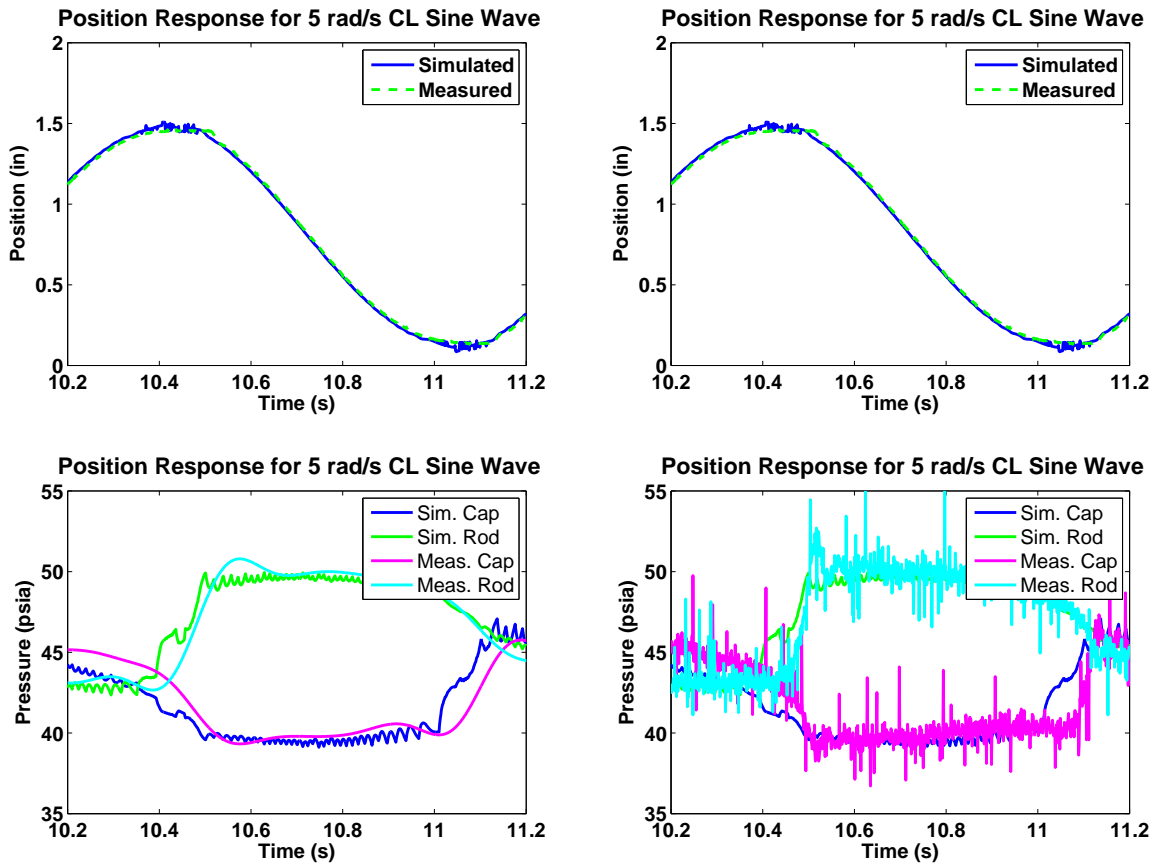 Position Response for 5 rad/s CL Sine Wave
2
1.5
1
0.5
0
Position (in)
Simulated
Measured
10.2 10.4 10.6 10.8 11 11.2
Time (s)
Position Response for 5 rad/s CL Sine Wave
2
1.5
1
0.5
0
Position (in)
Simulated
Measured
10.2 10.4 10.6 10.8 11 11.2
Time (s)
Position Response for 5 rad/s CL Sine Wave
55
50
45
40
35
Pressure (psia)
Sim. Cap
Sim. Rod
Meas. Cap
Meas. Rod
10.2 10.4 10.6 10.8 11 11.2
Time (s)
Position Response for 5 rad/s CL Sine Wave
55
50
45
40
35
Pressure (psia)
Sim. Cap
Sim. Rod
Meas. Cap
Meas. Rod
10.2 10.4 10.6 10.8 11 11.2
Time (s)